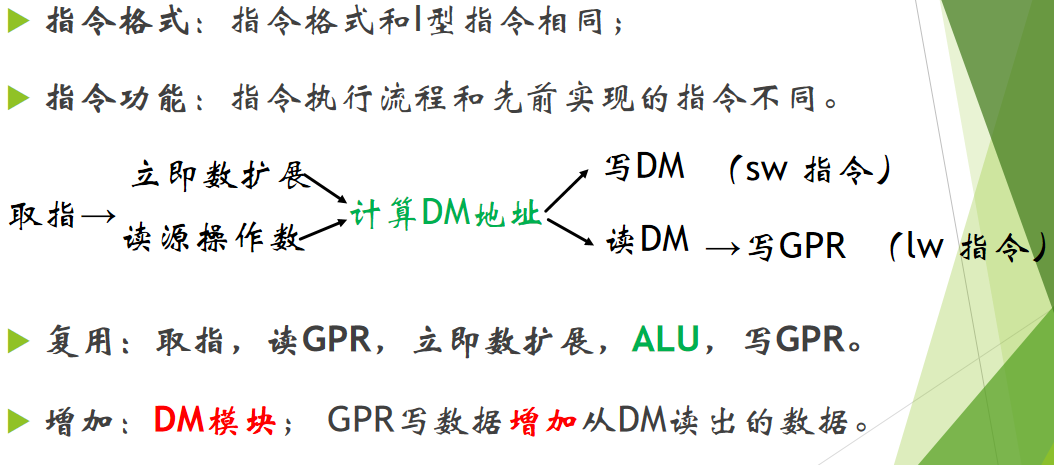 指令格式：指令格式和I型指令相同；
指令功能：指令执行流程和先前实现的指令不同。
取指→
立即数扩展
读源操作数
计算DM地址
写DM （sw 指令）
读DM →写GPR （lw 指令）
复用：取指，读GPR，立即数扩展，ALU，写GPR。
增加：DM模块； GPR写数据增加从DM读出的数据。